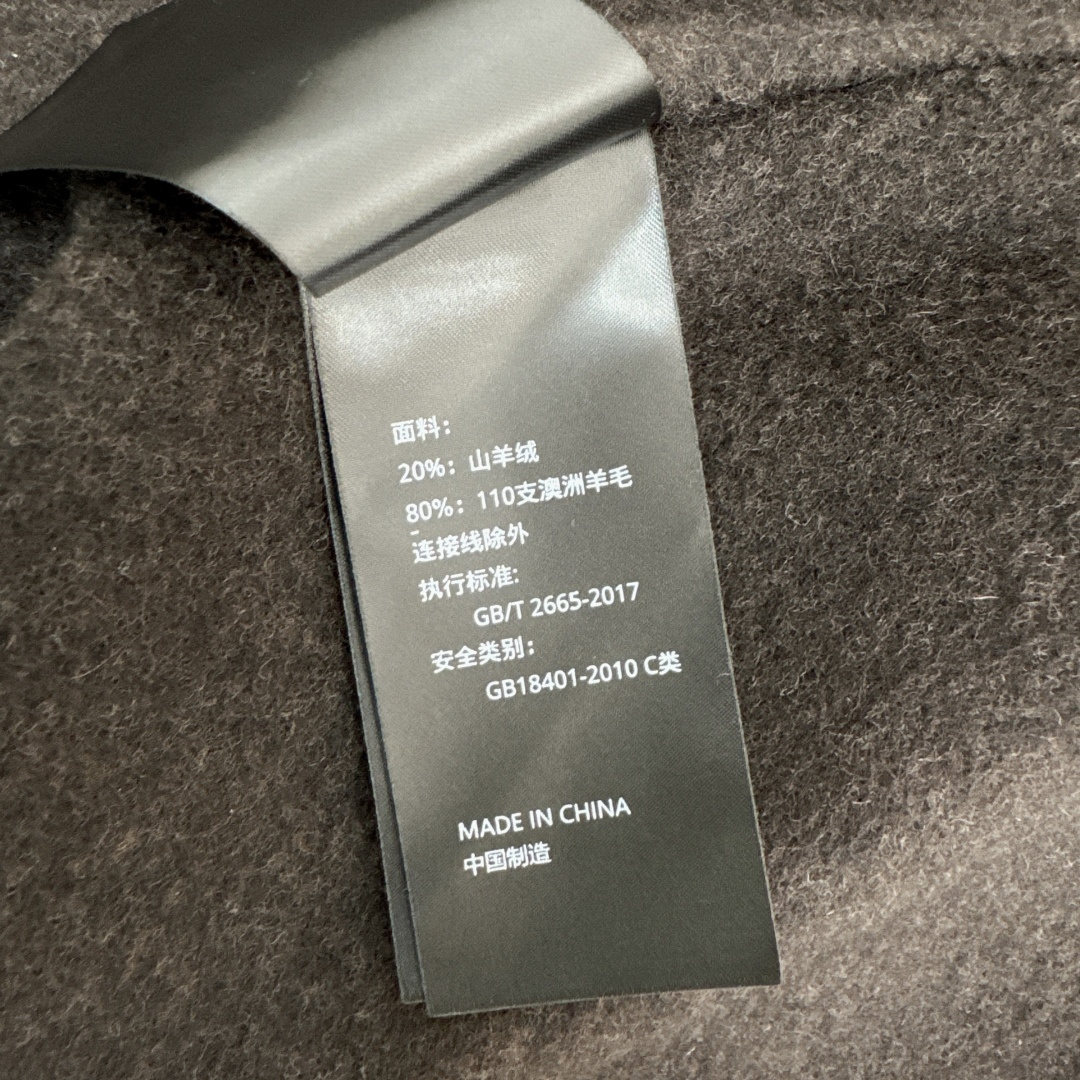 面料：
20%：山羊绒
80%：110支澳洲羊毛
连接线除外
执行标准:
GB/T 2665-2017
安全类别：
GB18401-2010 C类
MADE IN CHINA
中国制造